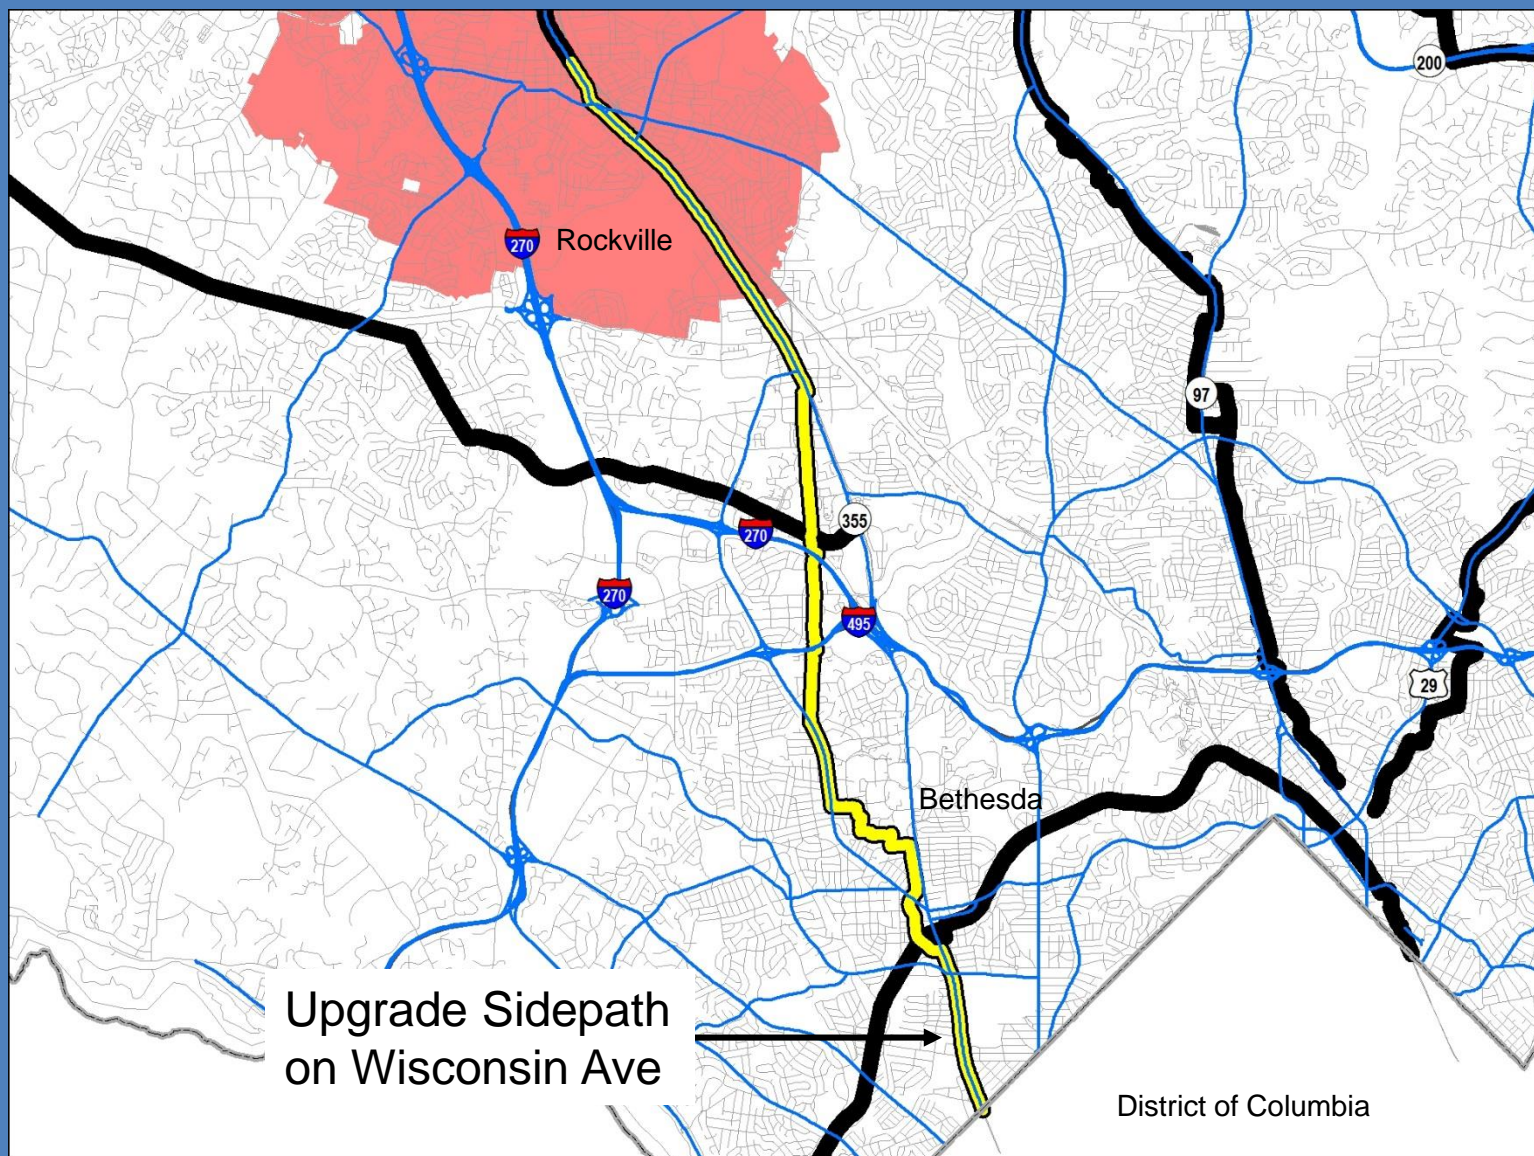 200
Rockville
270
97
355
270
270
495
29
Bethesda
Upgrade Sidepath
on Wisconsin Ave
District of Columbia